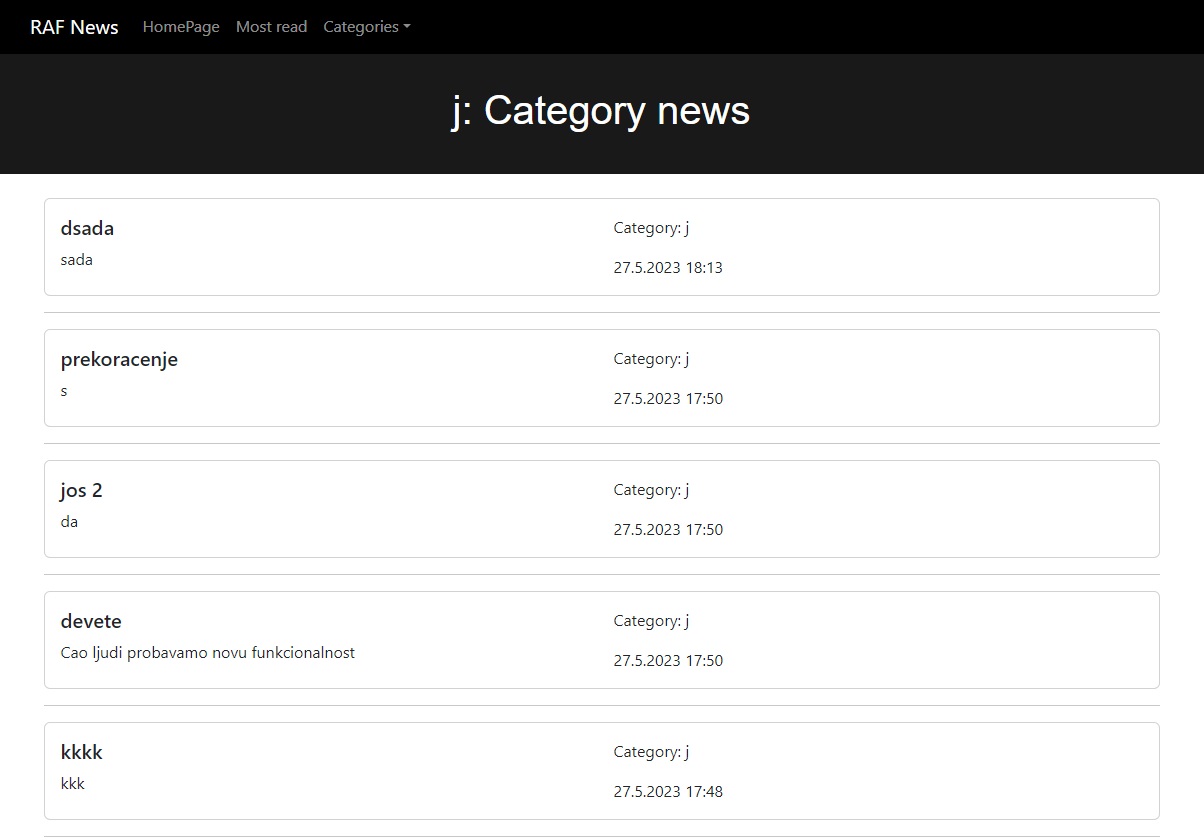 RAF News HomePage Most read Categories
j: Category news
dsada
sada
Category: j
27.5.2023 18:13
prekoracenje
s
Category: j
27.5.2023 17:50
jos 2
da
Category: j
27.5.2023 17:50
devete
Cao ljudi probavamo novu funkcionalnost
Category: j
27.5.2023 17:50
kkkk
kkk
Category: j
27.5.2023 17:48